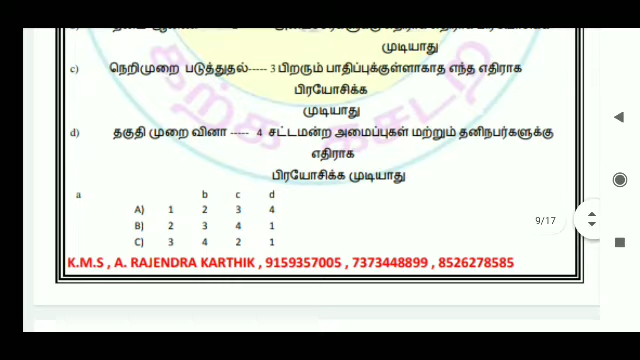 முடியாது
c) நெறிமுறை படுத்துதல்----- 3 பிறரும் பாதிப்புக்குள்ளாகாத எந்த எதிராக
பிரயோசிக்க
முடியாது
d) தகுதி முறை வினா ----- 4 சட்டமன்ற அமைப்புகள் மற்றும் தனிநபர்களுக்கு
எதிராக
பிரயோசிக்க முடியாது
a b c d
A) 1 2 3 4
B) 2 3 4 1
C) 3 4 2 1
9/17
K.M.S , A. RAJENDRA KARTHIK , 9159357005 , 7373448899 , 8526278585
கற்க கசடற